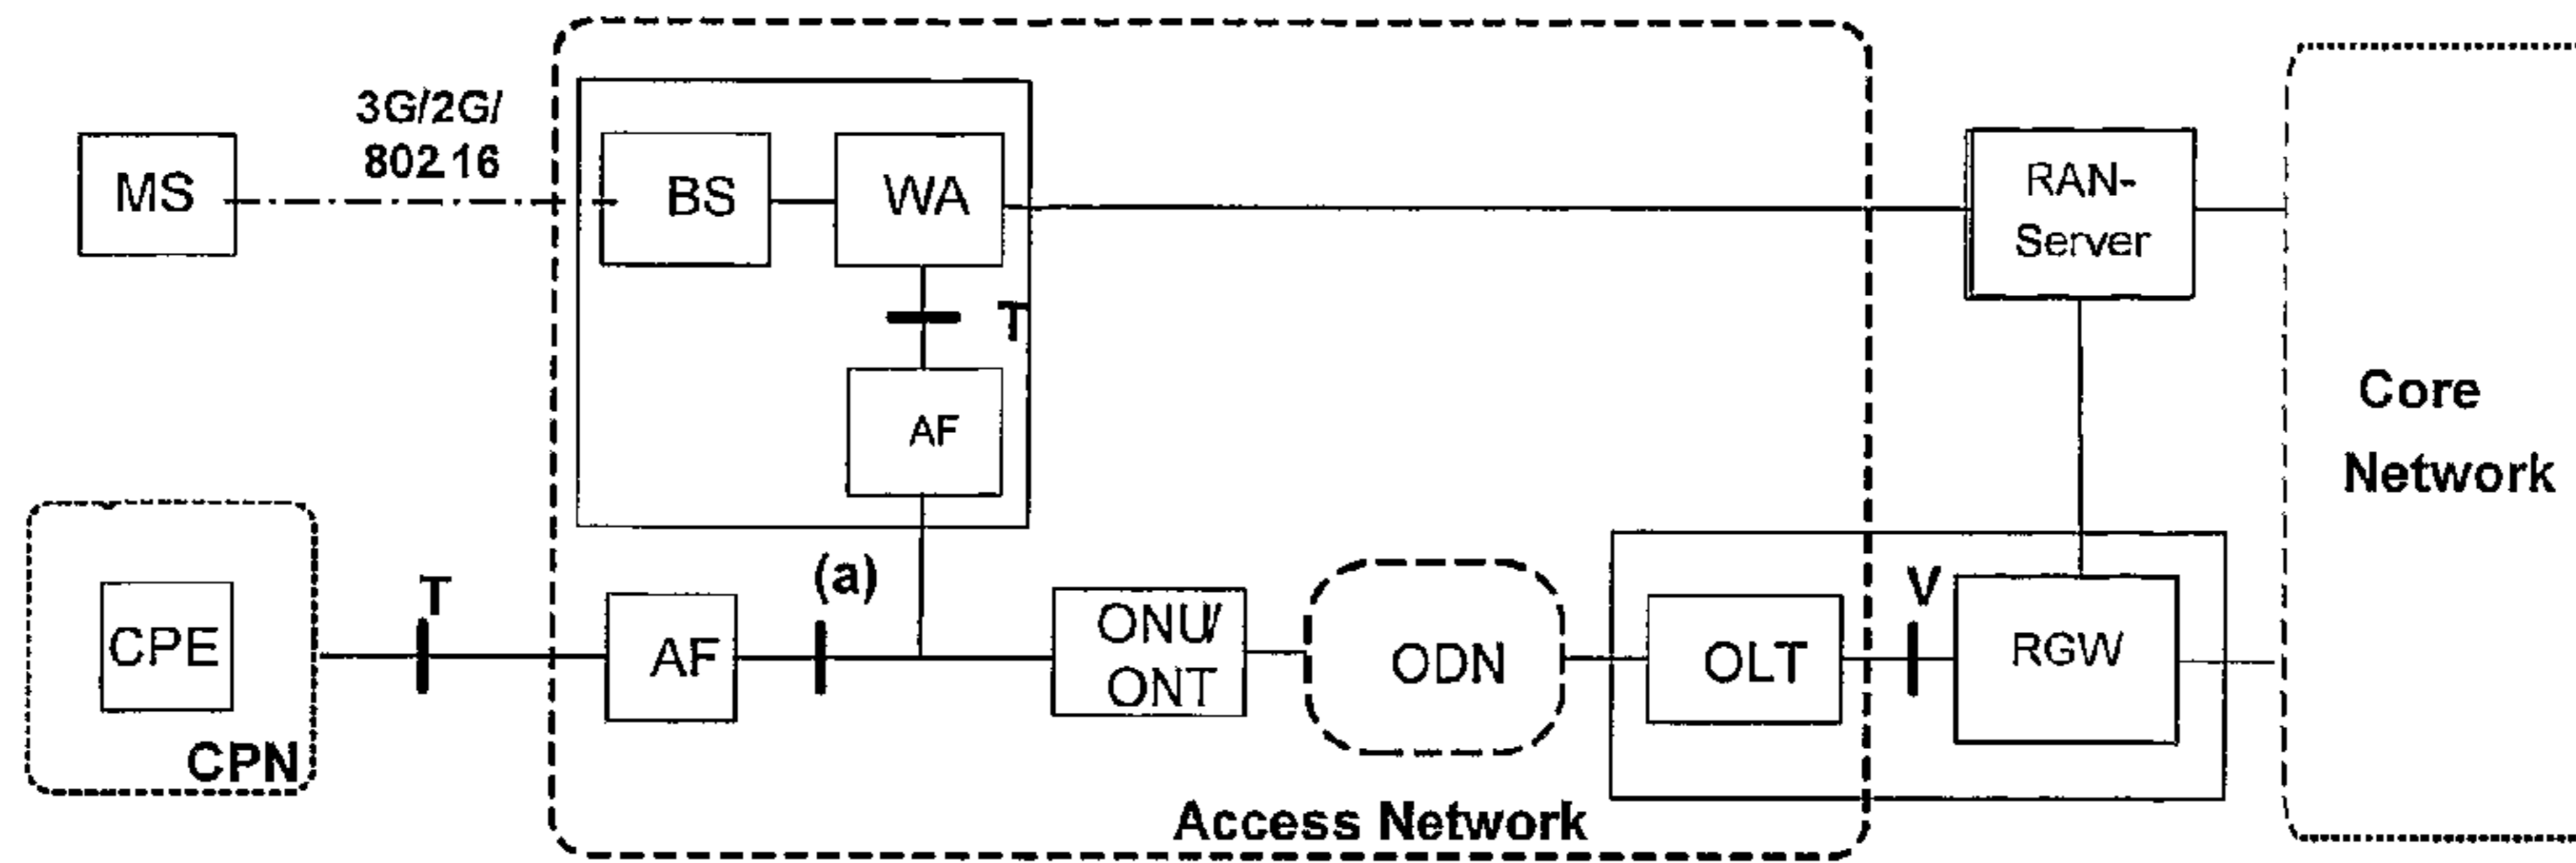 3G/2G/
802.16
MS
BS
WA
RAN-
Server
T
AF
Core
Network
CPE
CPN
T
AF
(a)
ONU/
ONT
ODN
OLT
V
RGW
Access Network